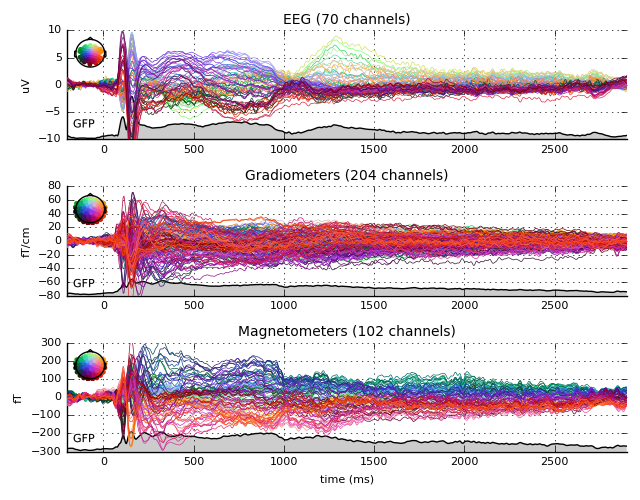 EEG (70 channels)
10
5
0
−5
−10
uV
GFP
0 500 1000 1500 2000 2500
Gradiometers (204 channels)
80
60
40
20
0
−20
−40
−60
−80
fT/cm
GFP
0 500 1000 1500 2000 2500
Magnetometers (102 channels)
300
200
100
0
−100
−200
−300
fT
GFP
0 500 1000 1500 2000 2500
time (ms)